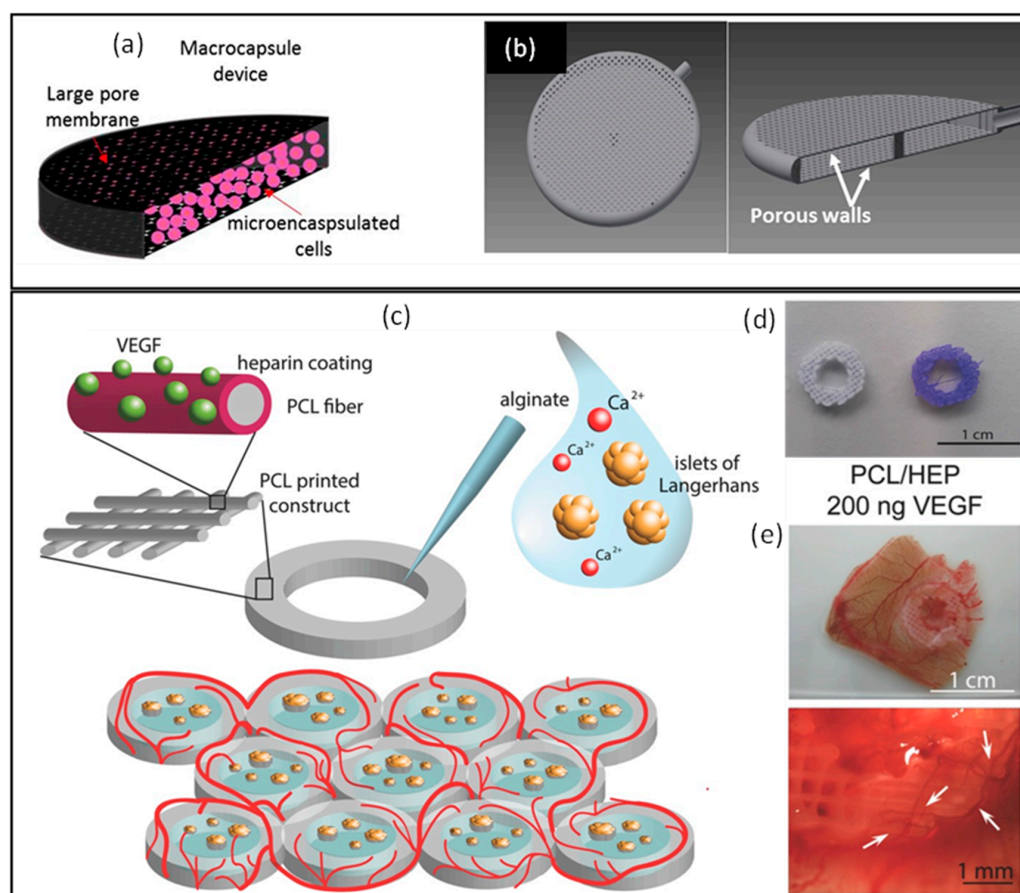 (a)
Macrocapsule
device
Large pore
membrane
microencaspsulated
cells
(b)
Porous walls
(c)
VEGF
heparin coating
PCL fiber
PCL printed
construct
alginate
Ca2+
Ca2+
Ca2+
islets of
Langerhans
(d)
1 cm
PCL/HEP
200 ng VEGF
(e)
1 cm
1 mm